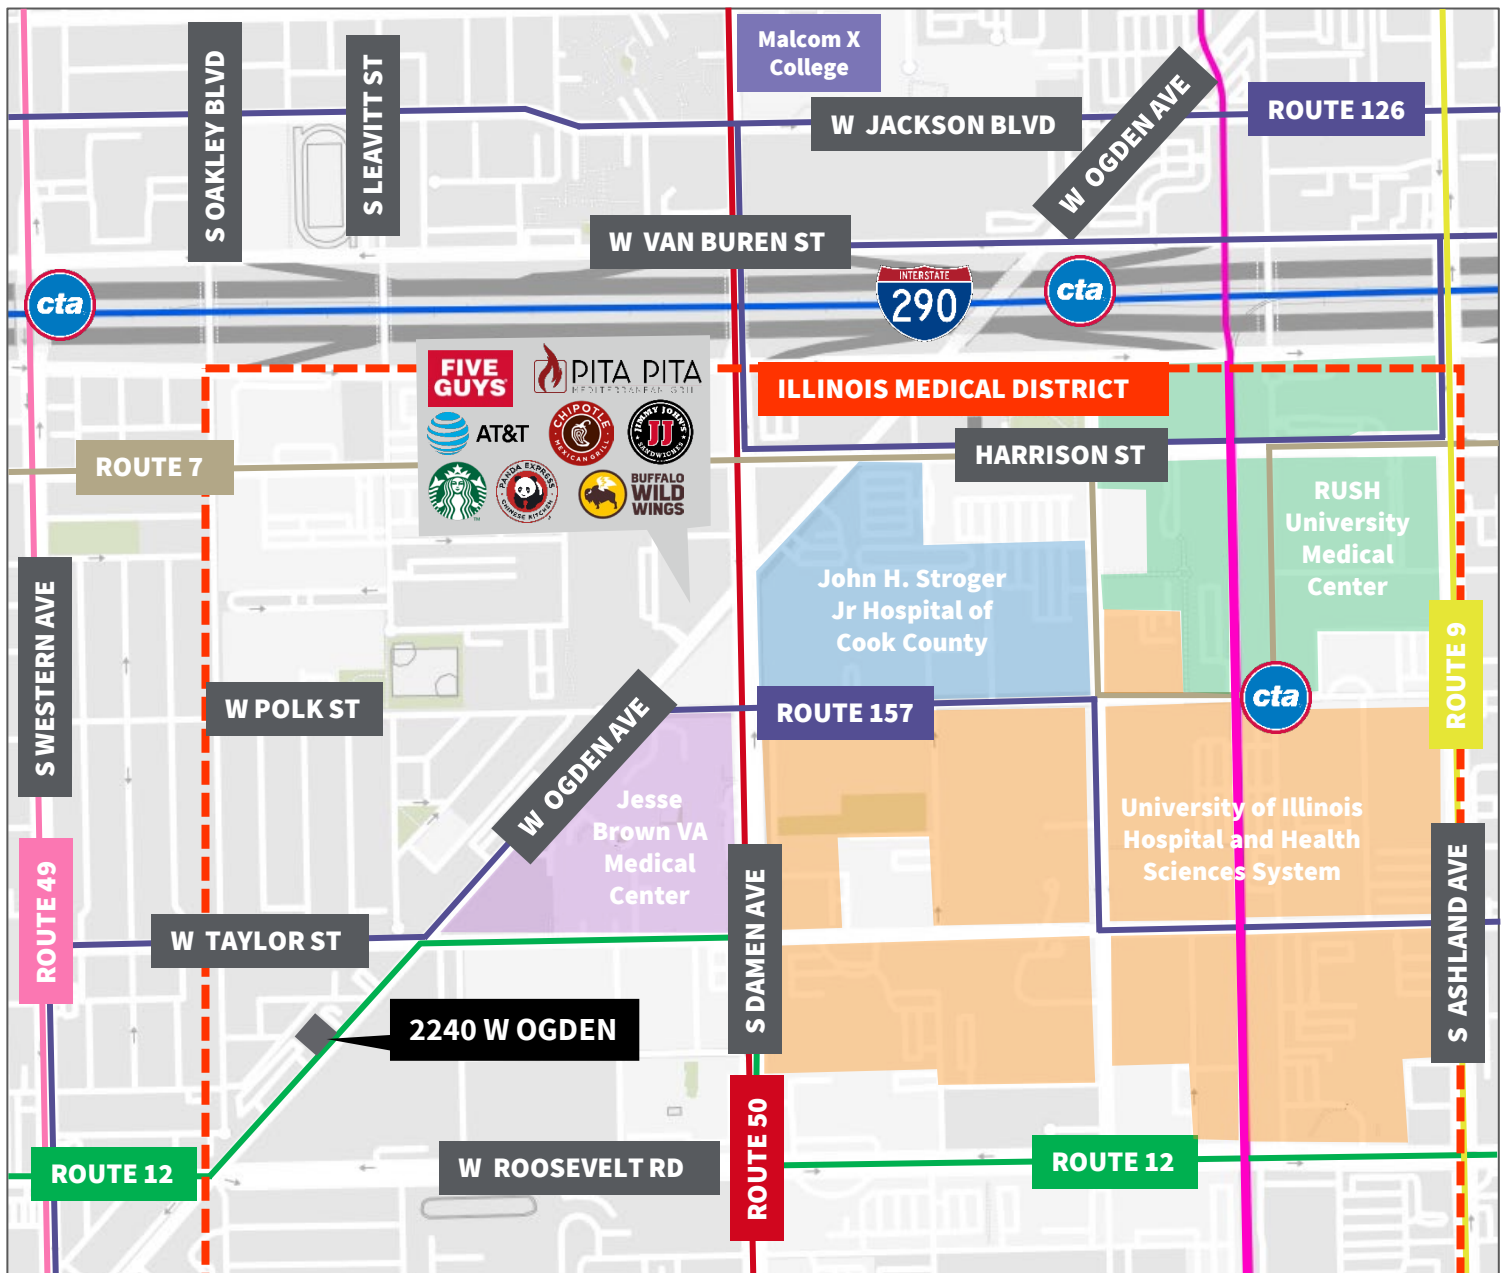 Malcom X
College
S OAKLEY BLVD
S LEAVITT ST
W OGDEN AVE
ROUTE 126
W JACKSON BLVD
W VAN BUREN ST
INTERSTATE
290
cta
cta
FIVE
GUYS
PITA PITA
MEDITERRANEAN GRILL
ILLINOIS MEDICAL DISTRICT
AT&T
CHIPOTLE
MEXICAN GRILL
JIMMY JOHN'S
JJ
SANDWICHES
ROUTE 7
HARRISON ST
PANDA EXPRESS
CHINESE KITCHEN
BUFFALO
WILD
WINGS
RUSH
University
Medical
Center
John H. Stroger
Jr Hospital of
Cook County
S WESTERN AVE
ROUTE 9
W POLK ST
W OGDEN AVE
ROUTE 157
cta
Jesse
Brown VA
Medical
Center
University of Illinois
Hospital and Health
Sciences System
ROUTE 49
S DAMEN AVE
S ASHLAND AVE
W TAYLOR ST
2240 W OGDEN
ROUTE 12
W ROOSEVELT RD
ROUTE 50
ROUTE 12